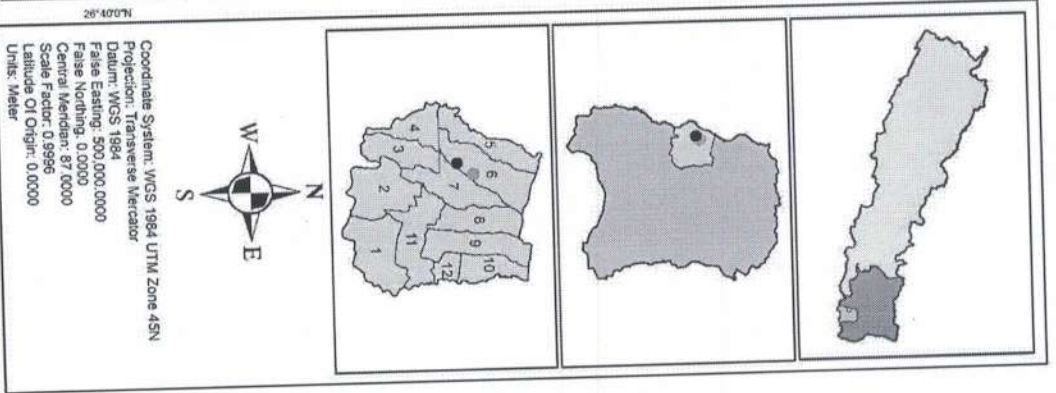 26°40'0"N
5
6
4
3
7
2
8
9
10
11
12
1
N
W
E
S
Coordinate System: WGS 1984 UTM Zone 45N
Projection: Transverse Mercator
Datum: WGS 1984
False Easting: 500,000.0000
False Northing: 0.0000
Central Meridian: 87.0000
Scale Factor: 0.9996
Latitude Of Origin: 0.0000
Units: Meter